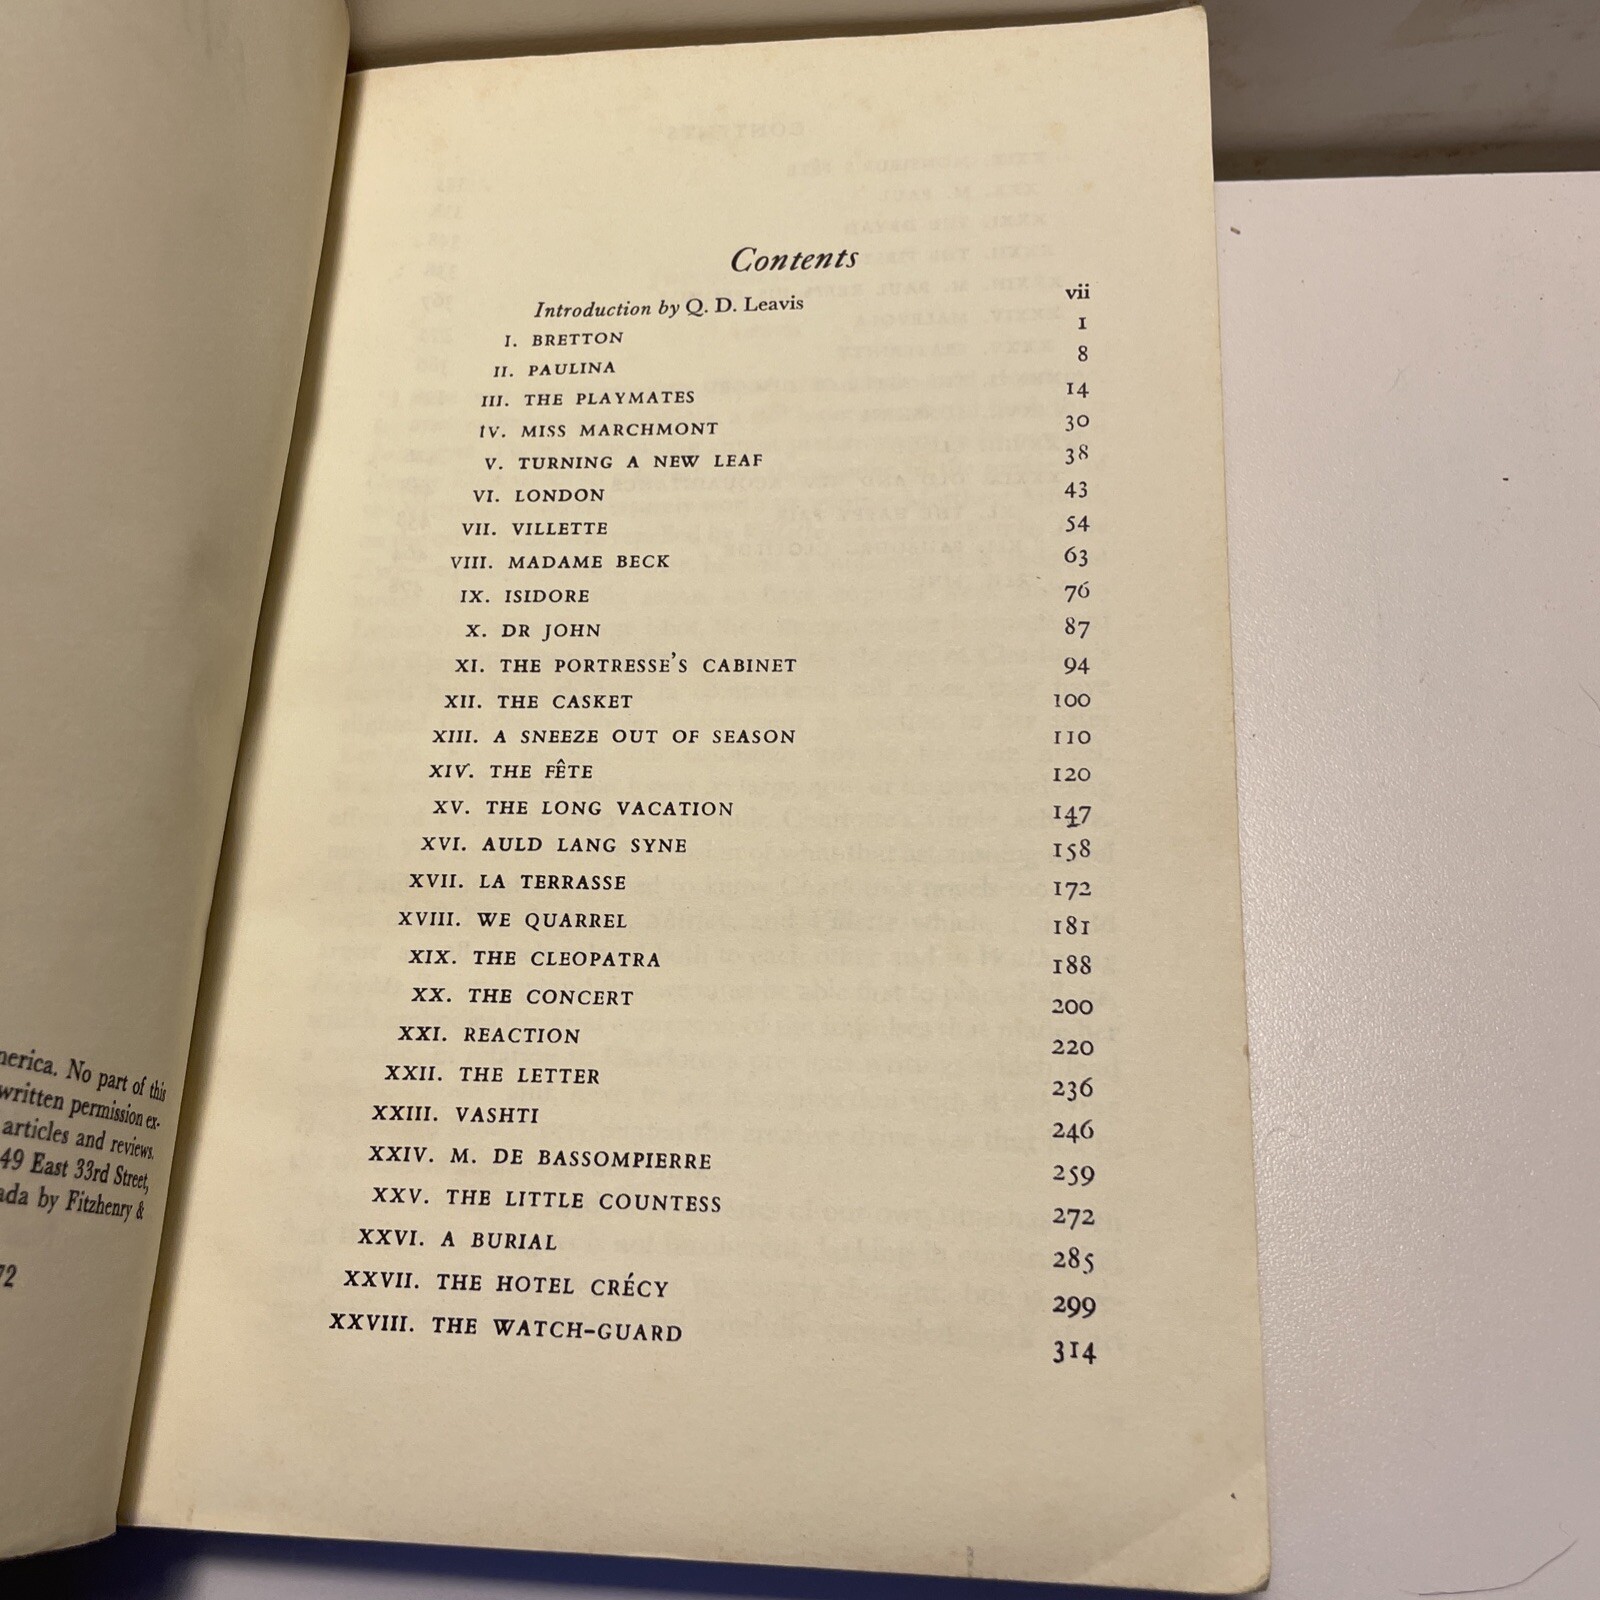 nerica. No part of this
written permission ex-
articles and reviews.
49 East 33rd Street,
ada by Fitzhenry &
72
Contents
Introduction by Q. D. Leavis vii
I. BRETTON 1
II. PAULINA 8
III. THE PLAYMATES 14
IV. MISS MARCHMONT 30
V. TURNING A NEW LEAF 38
VI. LONDON 43
VII. VILLETTE 54
VIII. MADAME BECK 63
IX. ISIDORE 76
X. DR JOHN 87
XI. THE PORTRESSE'S CABINET 94
XII. THE CASKET 100
XIII. A SNEEZE OUT OF SEASON 110
XIV. THE FÊTE 120
XV. THE LONG VACATION 147
XVI. AULD LANG SYNE 158
XVII. LA TERRASSE 172
XVIII. WE QUARREL 181
XIX. THE CLEOPATRA 188
XX. THE CONCERT 200
XXI. REACTION 220
XXII. THE LETTER 236
XXIII. VASHTI 246
XXIV. M. DE BASSOMPIERRE 259
XXV. THE LITTLE COUNTESS 272
XXVI. A BURIAL 285
XXVII. THE HOTEL CRÉCY 299
XXVIII. THE WATCH-GUARD 314